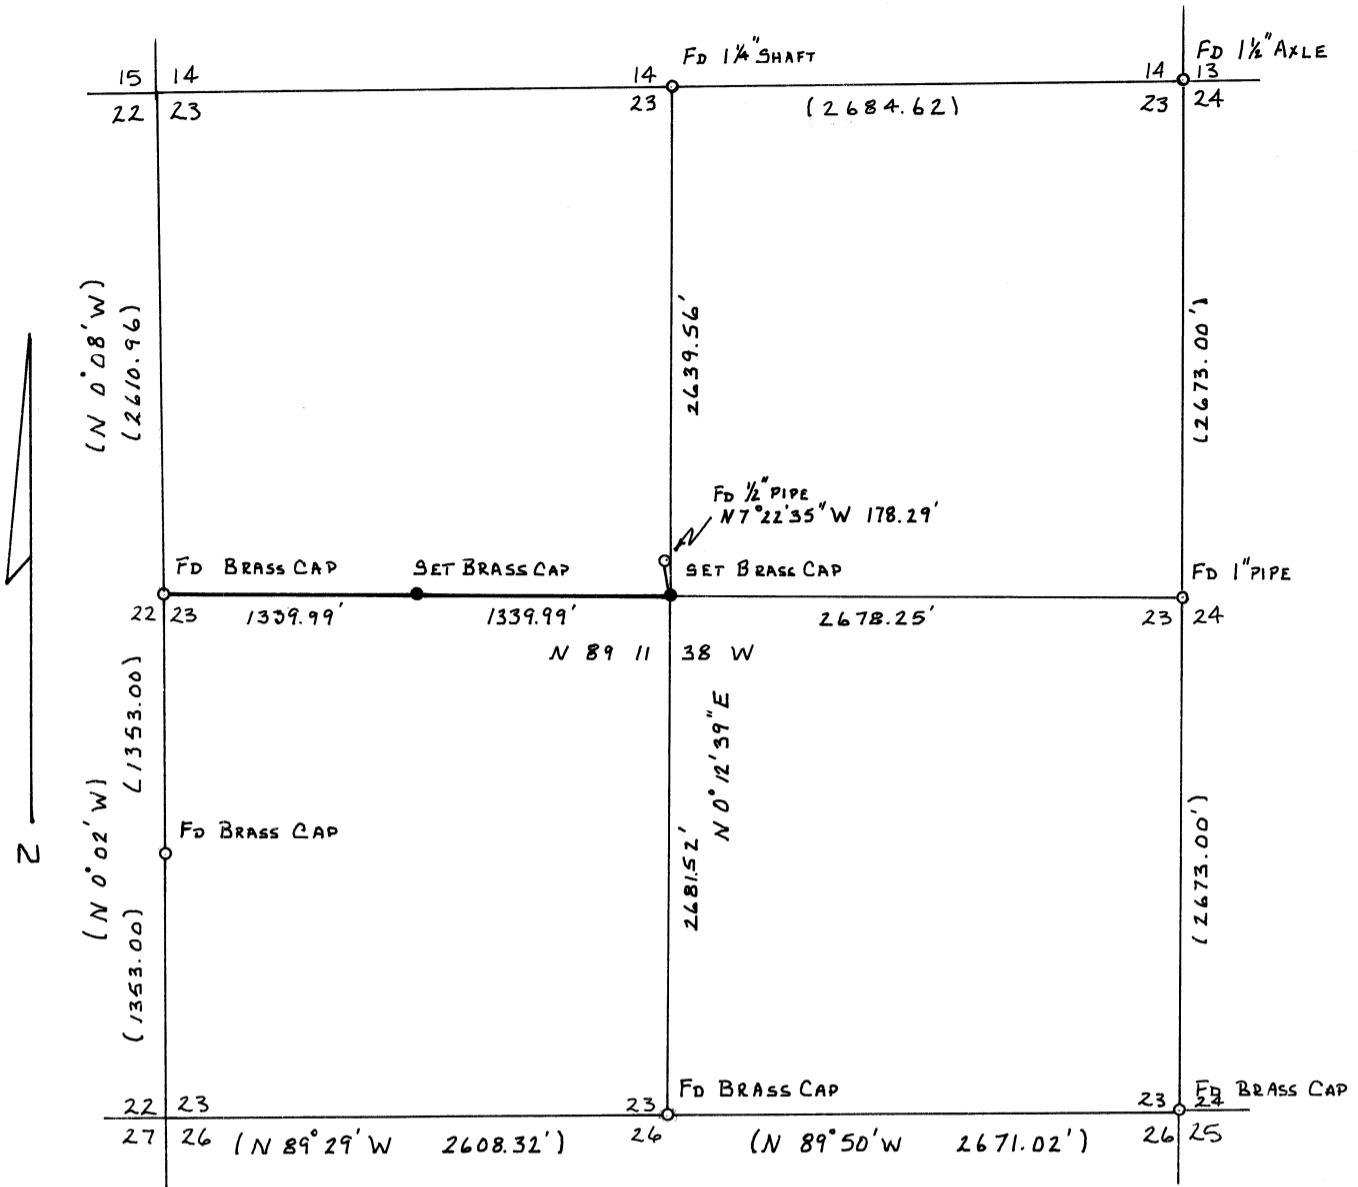 FD 1¼" SHAFT
FD 1½" AXLE
15 14
14
14 13
22 23
23
(2684.62)
23 24
(N 0°08' W)
(2610.96)
2639.56'
(2673.00')
FD ½" PIPE
N 7°22'35" W 178.29'
FD BRASS CAP
SET BRASS CAP
SET BRASS CAP
FD 1" PIPE
22 23
1339.99'
1339.99'
2678.25'
23 24
N 89 11 38 W
(1353.00)
N 0°12'39" E
(N 0°02' W)
FD BRASS CAP
2681.52'
(2673.00')
N
(1353.00)
FD BRASS CAP
FD BRASS CAP
22 23
23
23 24
27 26
(N 89°29' W 2608.32')
26
(N 89°50' W 2671.02')
26 25